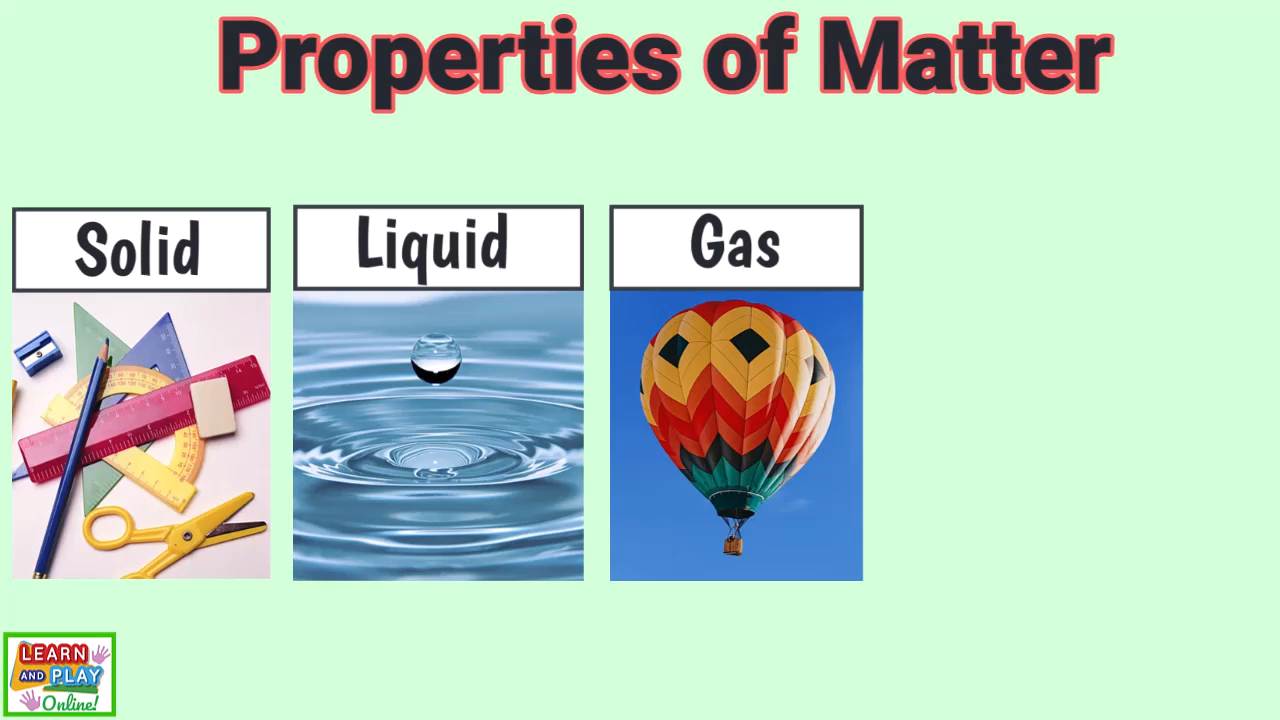 Properties of Matter
Solid
Liquid
Gas
LEARN
AND PLAY
Online!